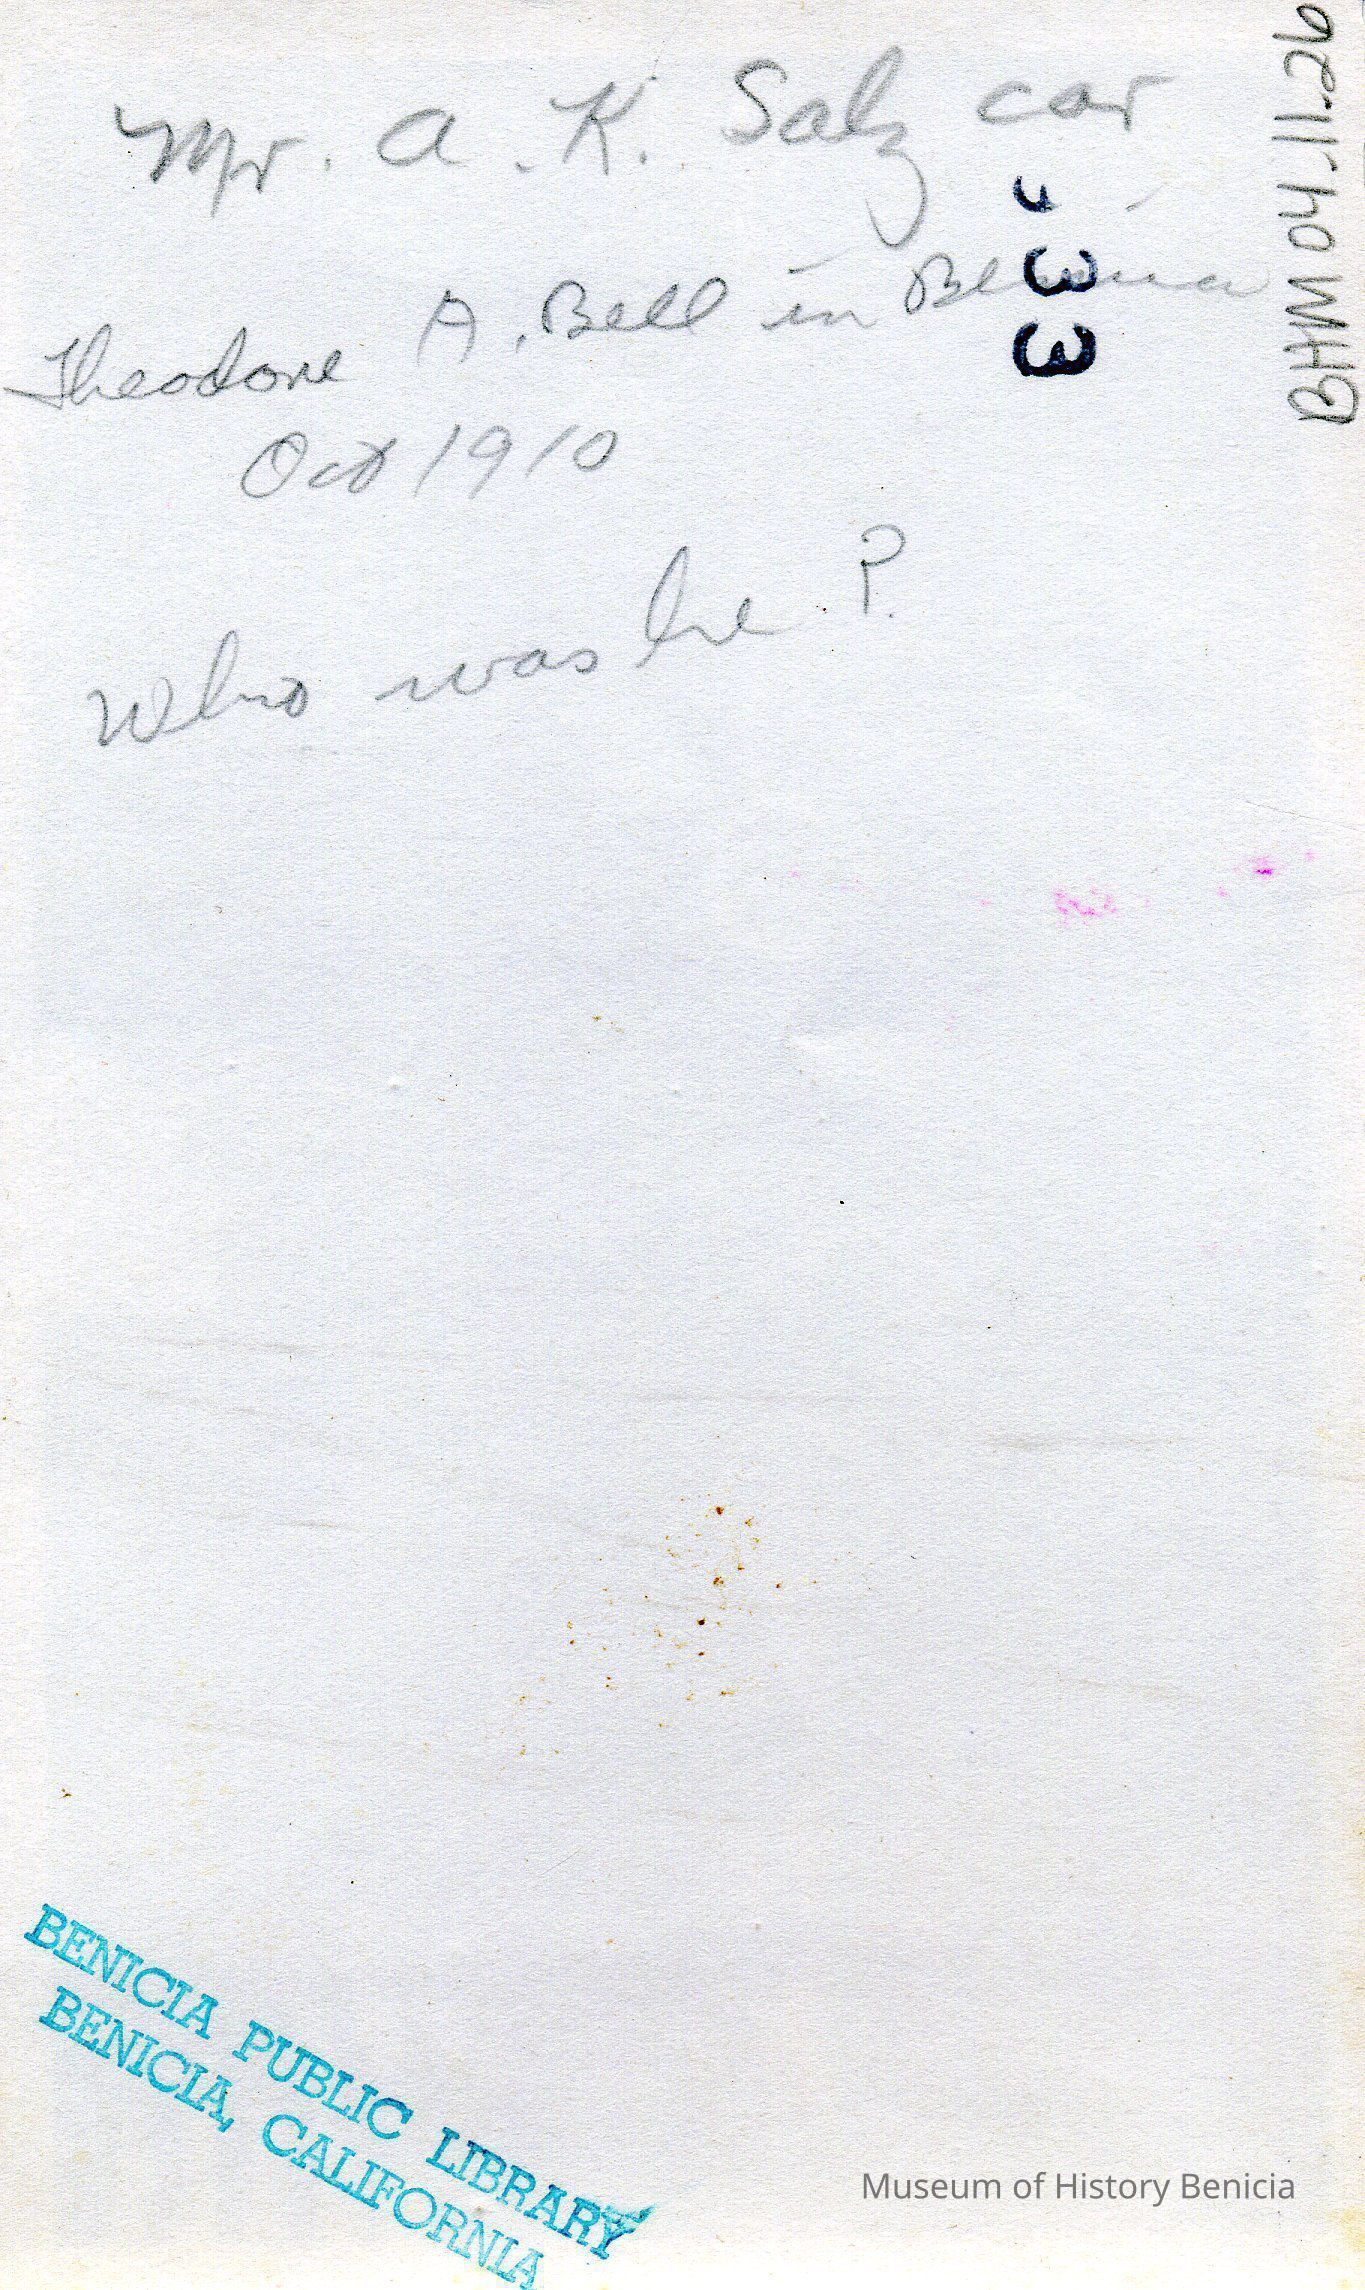 Mr. A. K. Salz car
Theodore A. Bell in Benicia
Oct 1910
Who was he?
33
BHM 04.11.26
BENICIA PUBLIC LIBRARY
BENICIA, CALIFORNIA
Museum of History Benicia